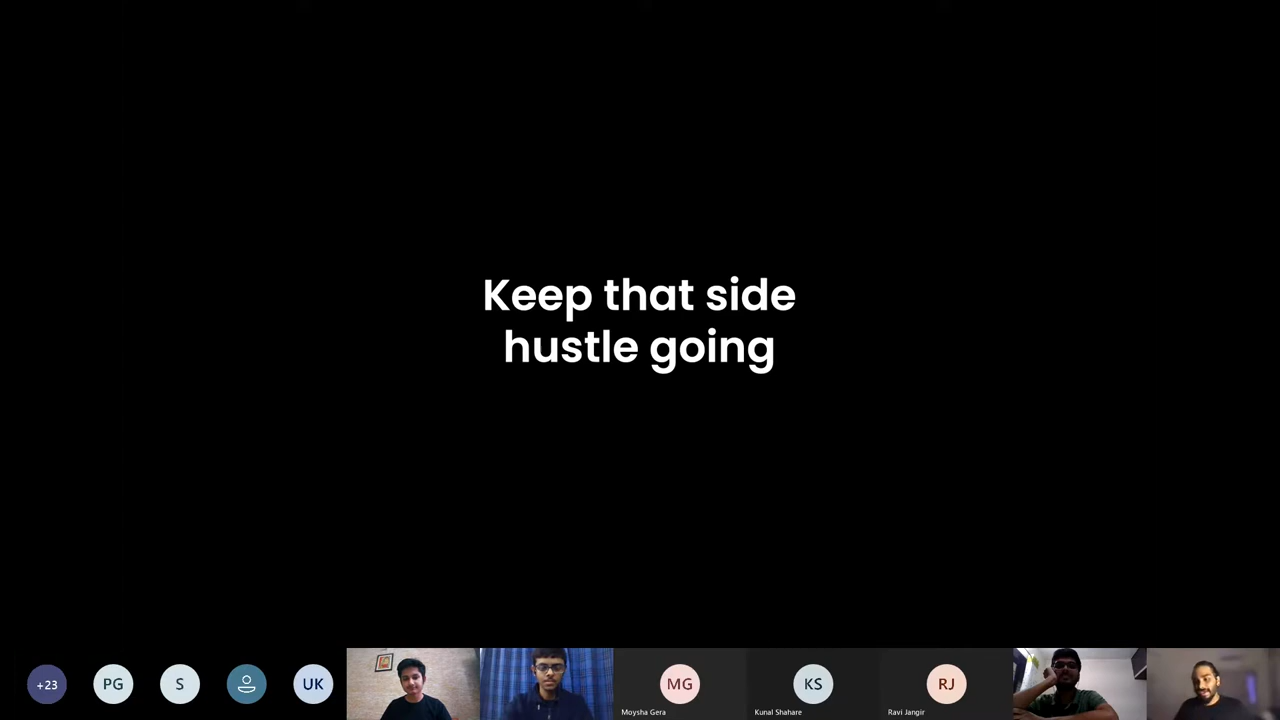 Keep that side
hustle going
+23
PG
S
UK
MG
Moysha Gera
KS
Kunal Shahare
RJ
Ravi Jangir